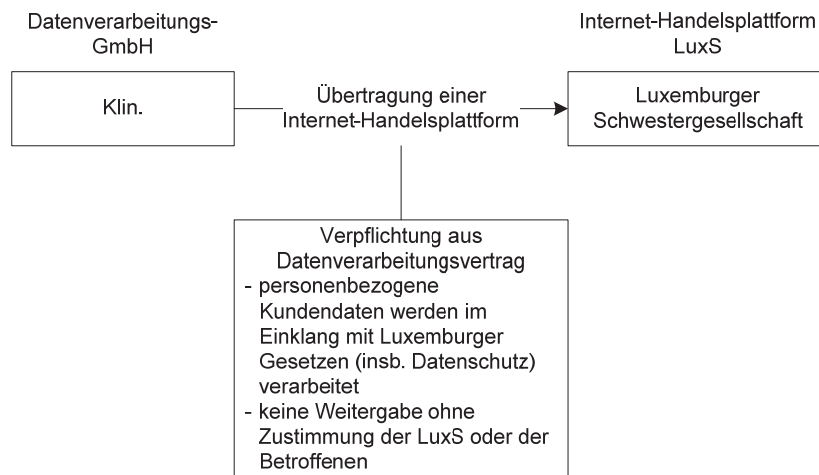 Datenverarbeitungs-
GmbH
Internet-Handelsplattform
LuxS
Klin.
Übertragung einer
Internet-Handelsplattform
Luxemburger
Schwestergesellschaft
Verpflichtung aus
Datenverarbeitungsvertrag
- personenbezogene
Kundendaten werden im
Einklang mit Luxemburger
Gesetzen (insb. Datenschutz)
verarbeitet
- keine Weitergabe ohne
Zustimmung der LuxS oder der
Betroffenen